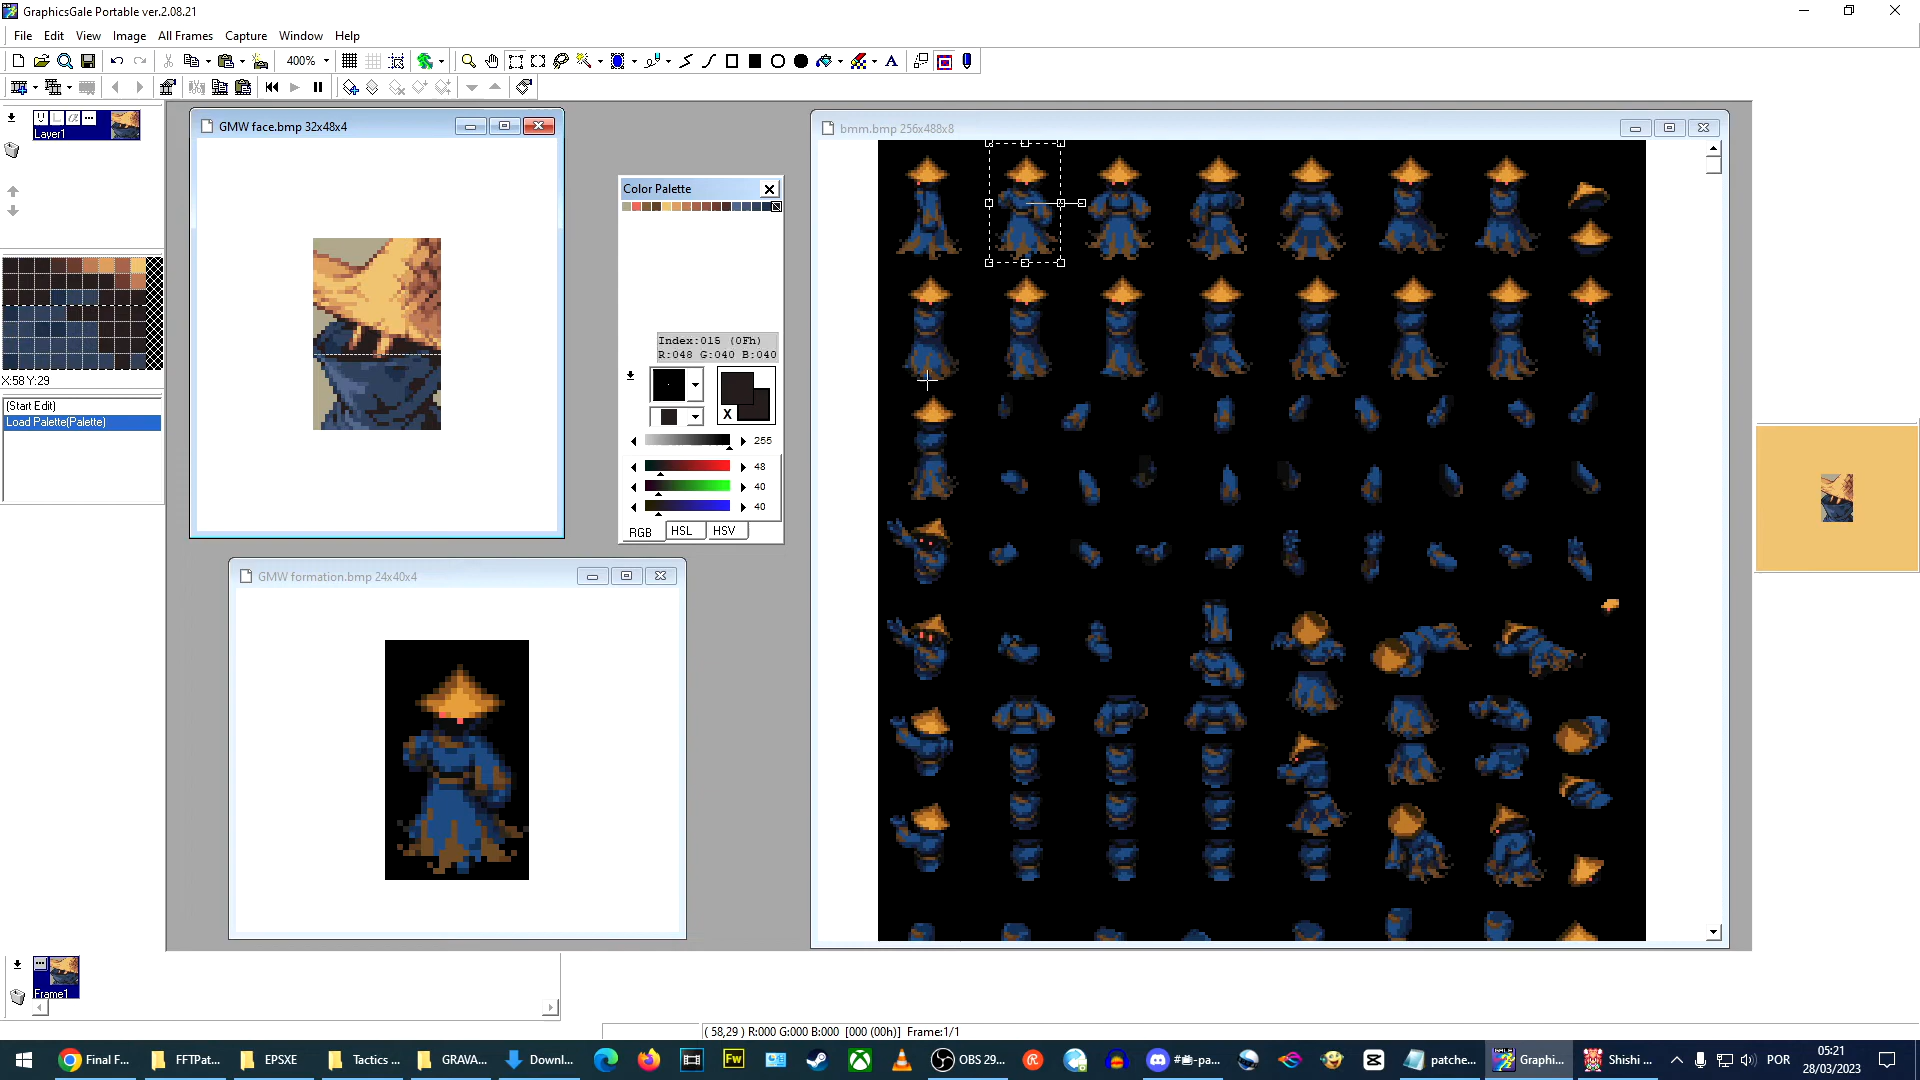 GraphicsGale Portable ver.2.08.21
File Edit View Image All Frames Capture Window Help
400%
Layer1
GMW face.bmp 32x48x4
bmm.bmp 256x488x8
Color Palette
Index:015 (0Fh)
R:048 G:040 B:040
X
255
48
40
40
RGB HSL HSV
X:58 Y:29
(Start Edit)
Load Palette(Palette)
GMW formation.bmp 24x40x4
Frame1
( 58,29 ) R:000 G:000 B:000 [000 (00h)] Frame:1/1
Final F... FFTPat... EPSXE Tactics ... GRAVA... Downl... Fw OBS 29... patche... Graphi... Shishi ... POR
05:21
28/03/2023